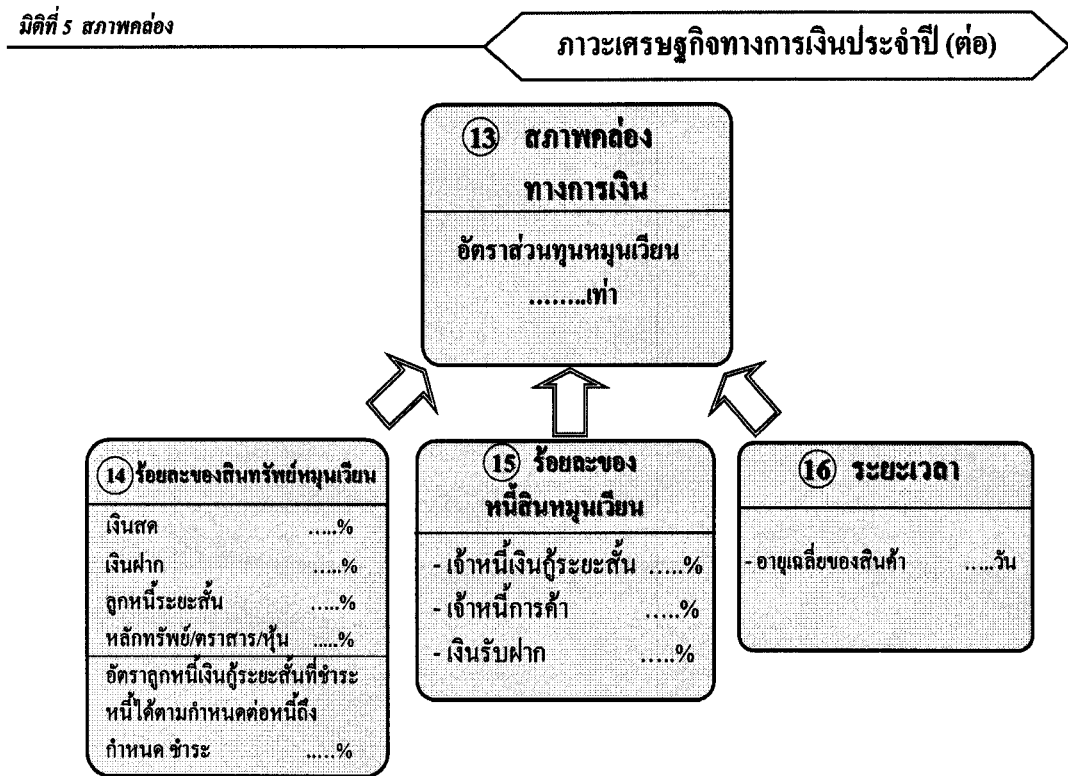 มิติที่ 5 สภาพคล่อง
ภาวะเศรษฐกิจทางการเงินประจำปี (ต่อ)
13 สภาพคล่อง
ทางการเงิน
อัตราส่วนทุนหมุนเวียน
........เท่า
14 ร้อยละของสินทรัพย์หมุนเวียน
เงินสด .....%
เงินฝาก .....%
ลูกหนี้ระยะสั้น .....%
หลักทรัพย์/ตราสาร/หุ้น .....%
อัตราลูกหนี้เงินกู้ระยะสั้นที่ชำระ
หนี้ได้ตามกำหนดต่อหนี้ถึง
กำหนด ชำระ .....%
15 ร้อยละของ
หนี้สินหมุนเวียน
- เจ้าหนี้เงินกู้ระยะสั้น .....%
- เจ้าหนี้การค้า .....%
- เงินรับฝาก .....%
16 ระยะเวลา
- อายุเฉลี่ยของสินค้า .....วัน